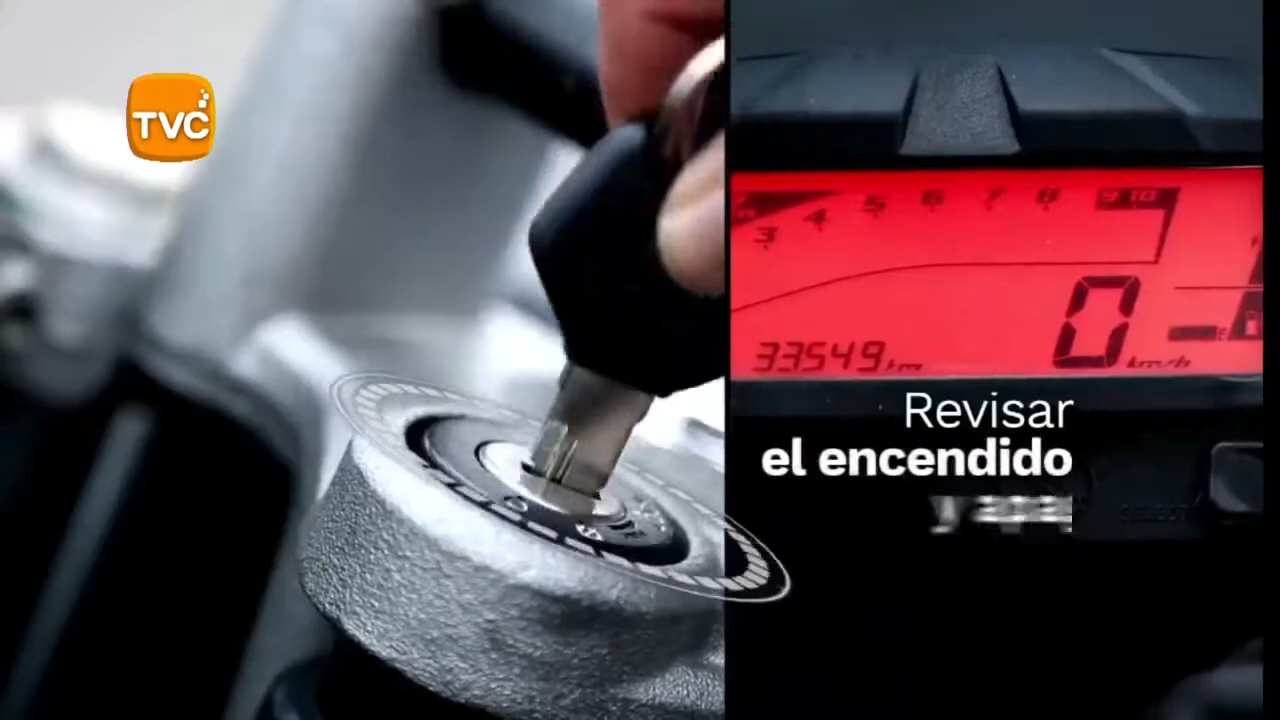 TVC
3 4 5 6 7 8 9 10
0 km/h
33549 km
Revisar
el encendido
y